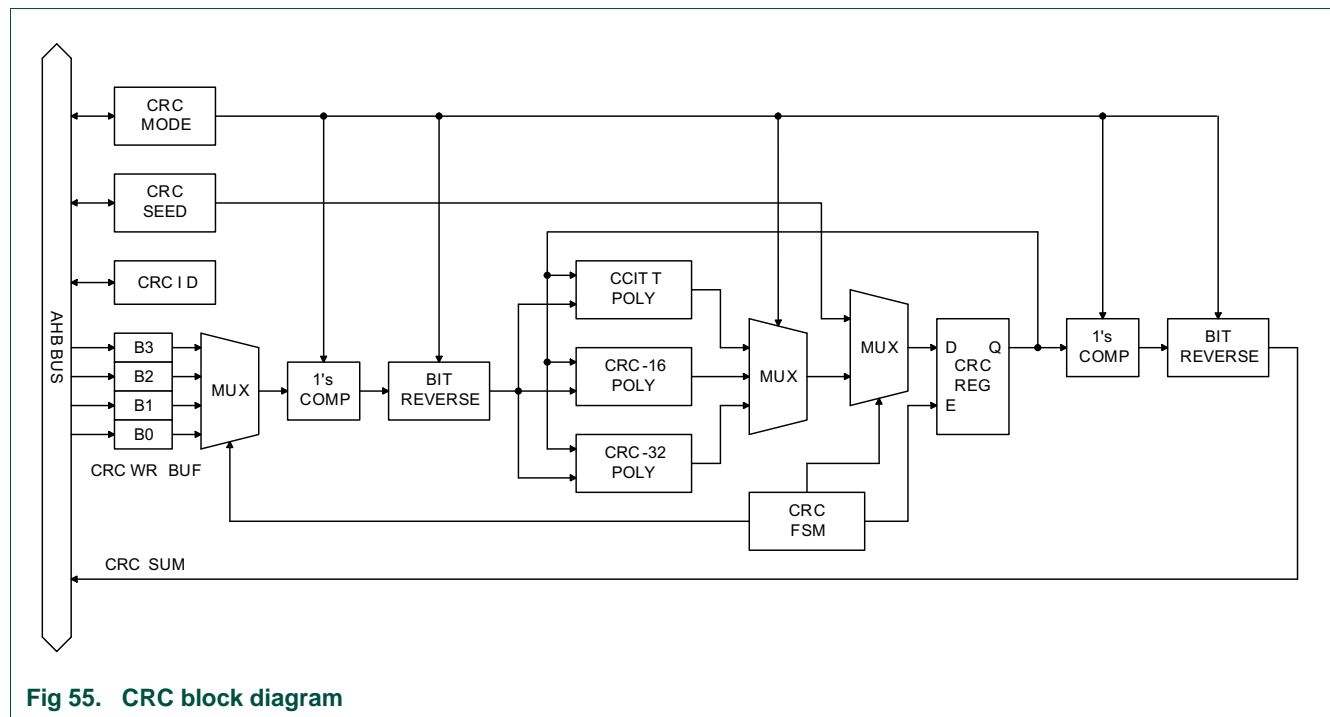 CRC
MODE
CRC
SEED
CRC ID
AHB BUS
B3
B2
B1
B0
CRC WR BUF
MUX
1's
COMP
BIT
REVERSE
CCITT
POLY
CRC-16
POLY
CRC-32
POLY
MUX
MUX
CRC
FSM
D Q
CRC
REG
E
1's
COMP
BIT
REVERSE
CRC SUM
Fig 55. CRC block diagram